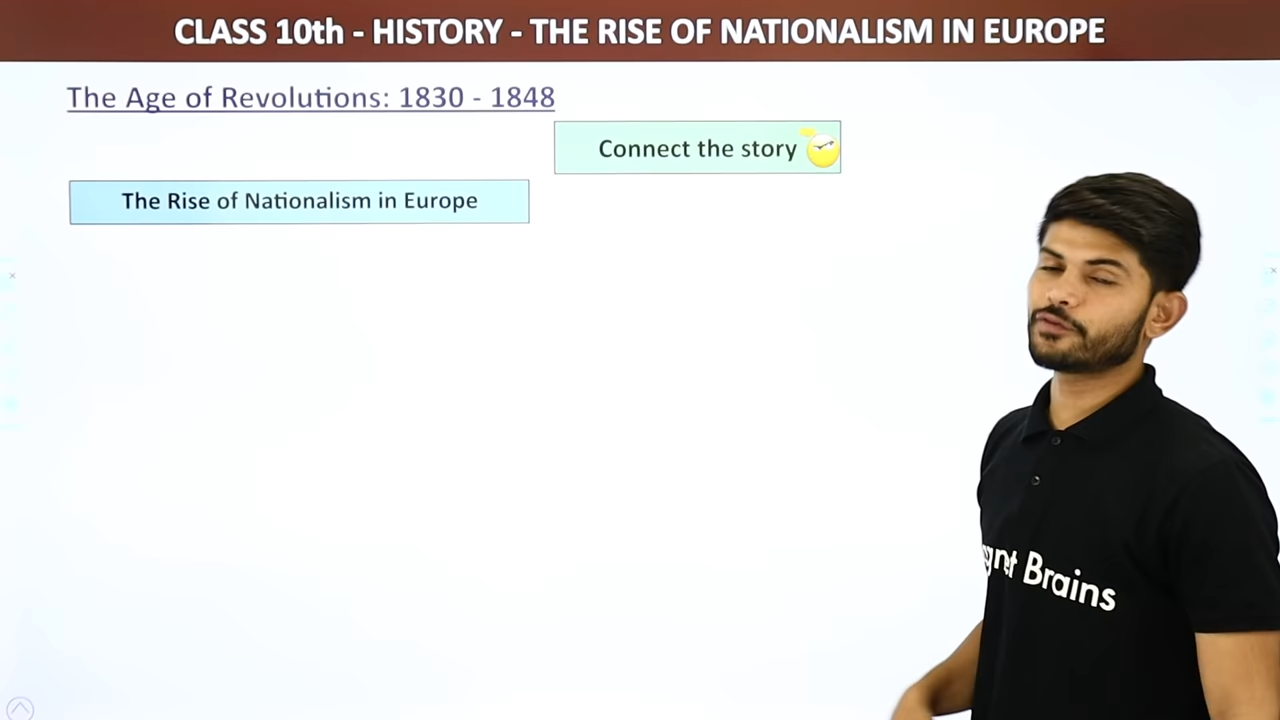 CLASS 10th - HISTORY - THE RISE OF NATIONALISM IN EUROPE
The Age of Revolutions: 1830 - 1848
Connect the story
The Rise of Nationalism in Europe
Brains